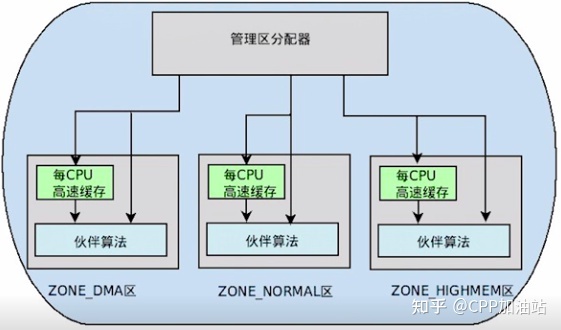 管理区分配器
每CPU
高速缓存
伙伴算法
ZONE_DMA区
每CPU
高速缓存
伙伴算法
ZONE_NORMAL区
每CPU
高速缓存
伙伴算法
ZONE_HIGHMEM区
知乎 @CPP加油站